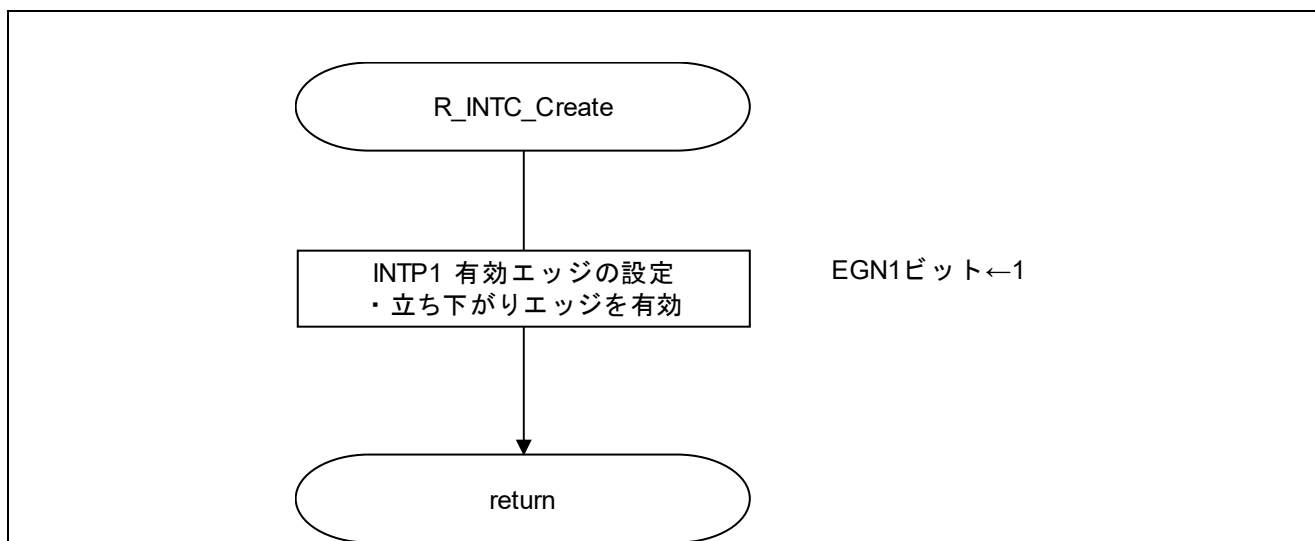 R_INTC_Create
INTP1 有効エッジの設定
・立ち下がりエッジを有効
EGN1ビット←1
return